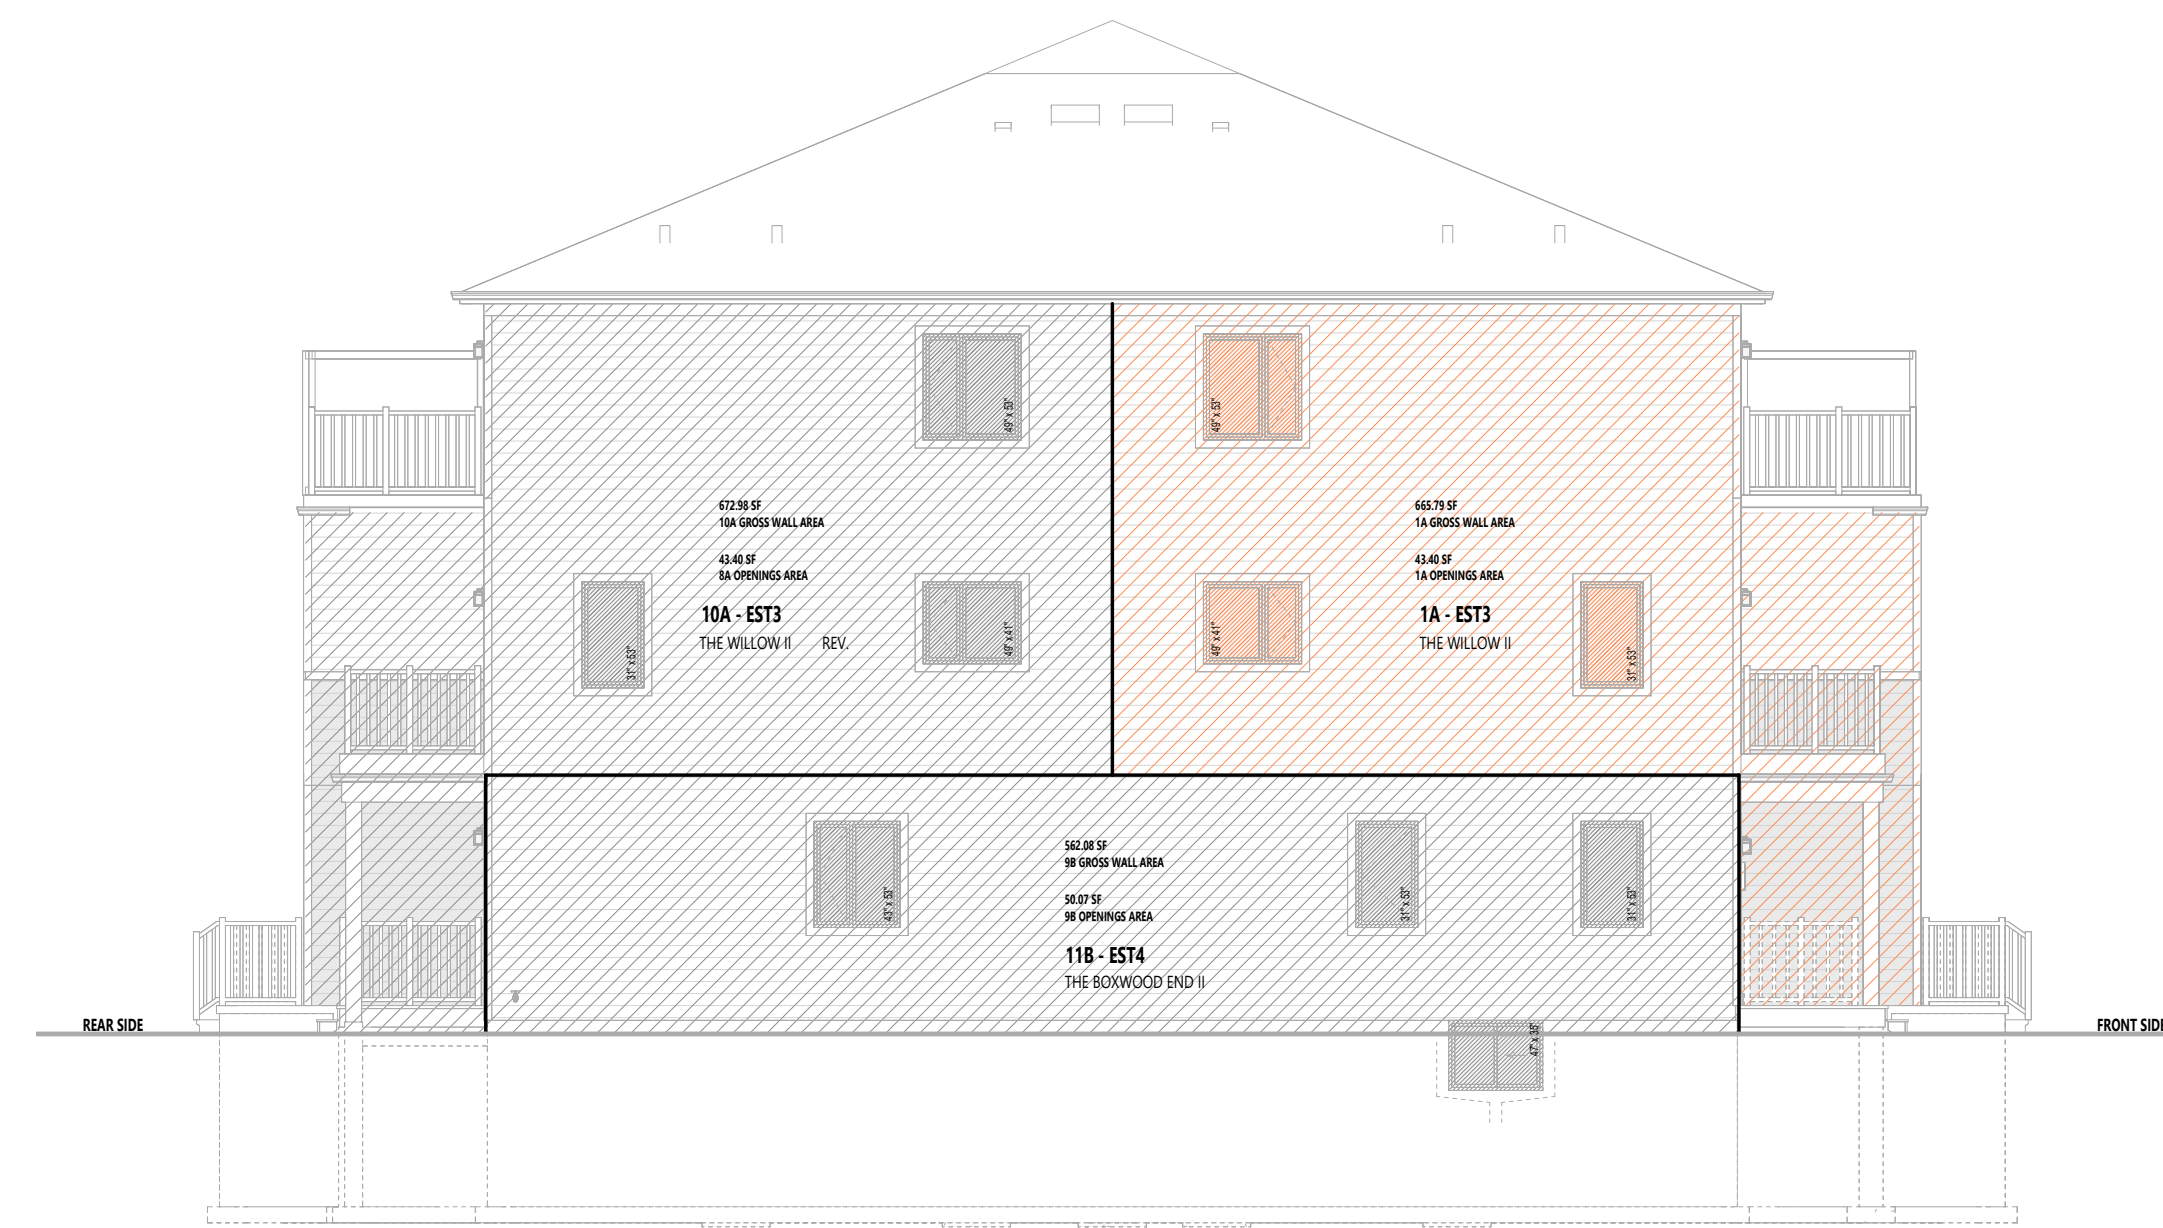 49" x 53"
49" x 53"
672.98 SF
10A GROSS WALL AREA
43.40 SF
8A OPENINGS AREA
10A - EST3
THE WILLOW II REV.
31" x 53"
49" x 41"
665.79 SF
1A GROSS WALL AREA
43.40 SF
1A OPENINGS AREA
1A - EST3
THE WILLOW II
49" x 41"
31" x 53"
562.08 SF
9B GROSS WALL AREA
50.07 SF
9B OPENINGS AREA
11B - EST4
THE BOXWOOD END II
43" x 53"
31" x 53"
31" x 53"
REAR SIDE
FRONT SIDE
47" x 35"